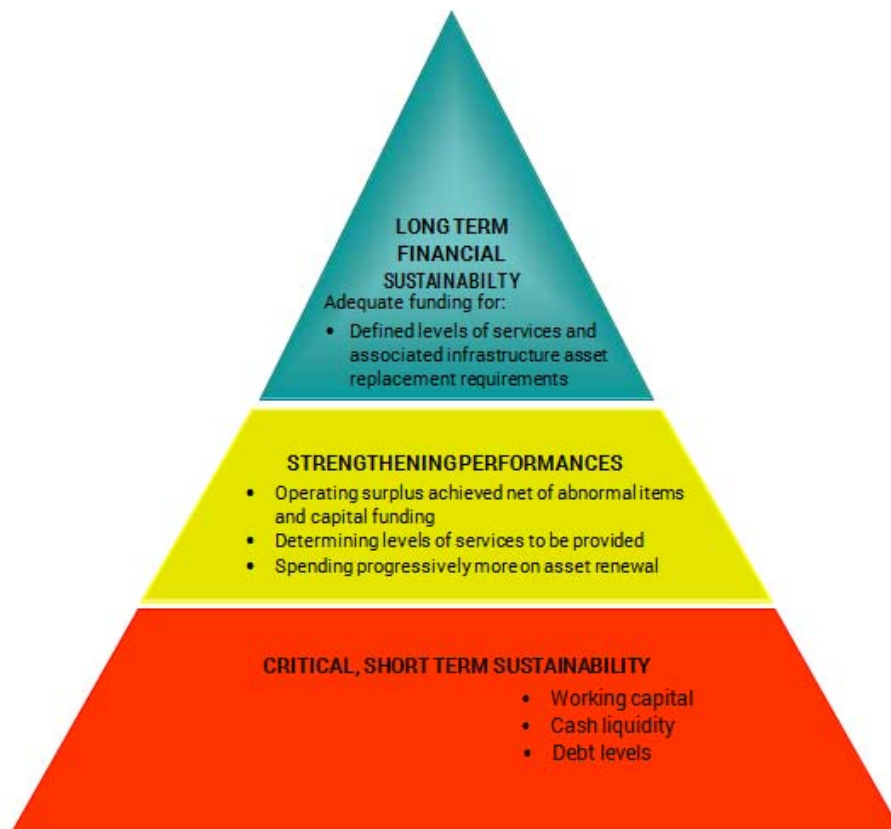 LONG TERM
FINANCIAL
SUSTAINABILTY
Adequate funding for:
• Defined levels of services and
associated infrastructure asset
replacement requirements
STRENGTHENING PERFORMANCES
• Operating surplus achieved net of abnormal items
and capital funding
• Determining levels of services to be provided
• Spending progressively more on asset renewal
CRITICAL, SHORT TERM SUSTAINABILITY
• Working capital
• Cash liquidity
• Debt levels